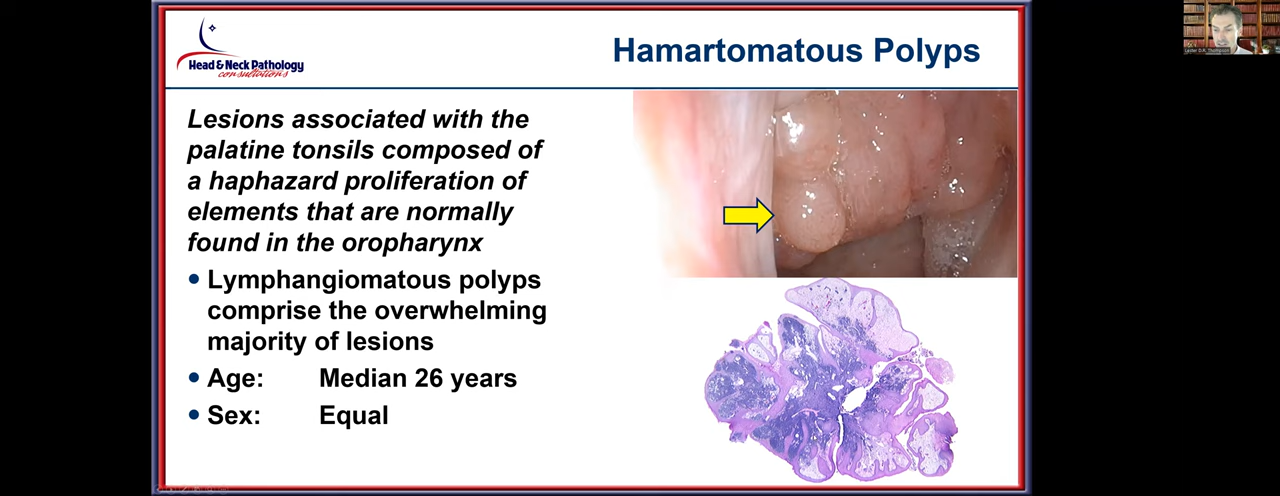 Head & Neck Pathology
consultations
Hamartomatous Polyps
Lesions associated with the
palatine tonsils composed of
a haphazard proliferation of
elements that are normally
found in the oropharynx
• Lymphangiomatous polyps
comprise the overwhelming
majority of lesions
• Age: Median 26 years
• Sex: Equal
Lester D.R. Thompson